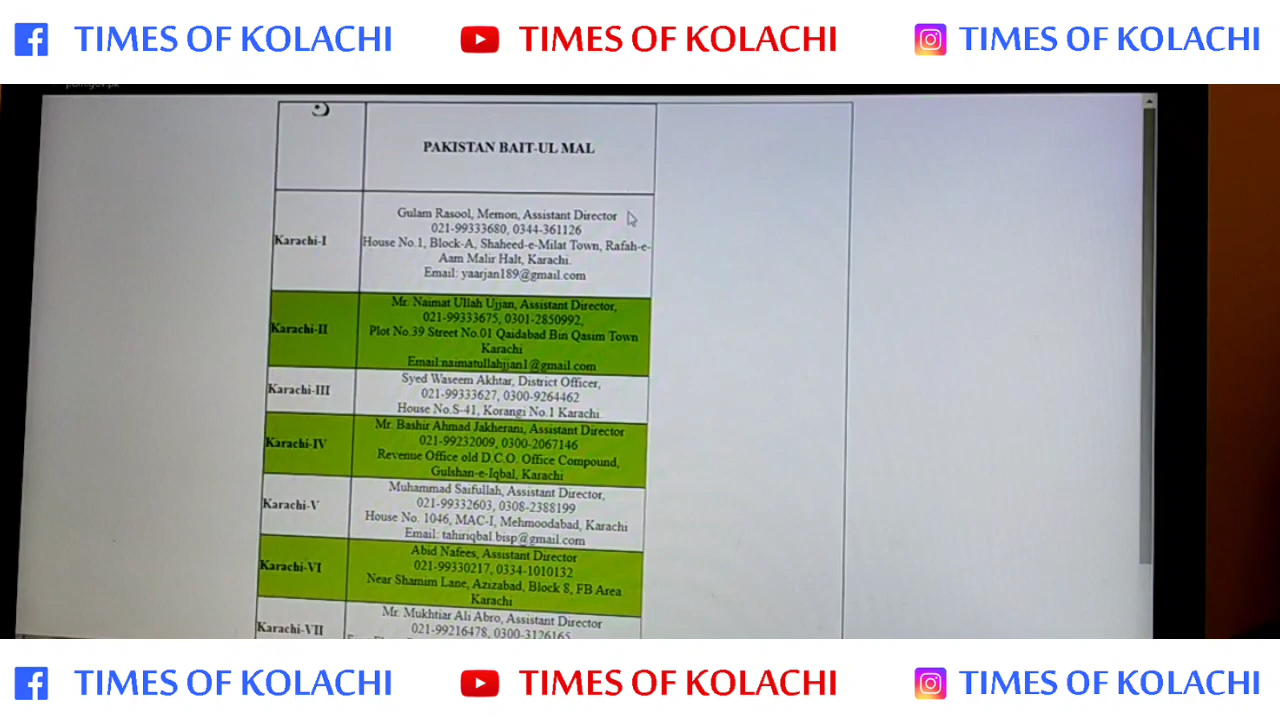 TIMES OF KOLACHI TIMES OF KOLACHI TIMES OF KOLACHI
PAKISTAN BAIT-UL MAL
Karachi-I
Gulam Rasool, Memon, Assistant Director
021-99333680, 0344-361126
House No.1, Block-A, Shaheed-e-Milat Town, Rafah-e-
Aam Malir Halt, Karachi.
Email: yaarjan189@gmail.com
Karachi-II
Mr. Naimat Ullah Ujjan, Assistant Director,
021-99333675, 0301-2850992,
Plot No.39 Street No.01 Qaidabad Bin Qasim Town
Karachi
Email:naimatullahjjan1@gmail.com
Karachi-III
Syed Waseem Akhtar, District Officer,
021-99333627, 0300-9264462
House No.S-41, Korangi No.1 Karachi.
Karachi-IV
Mr. Bashir Ahmad Jakherani, Assistant Director
021-99232009, 0300-2067146
Revenue Office old D.C.O. Office Compound,
Gulshan-e-Iqbal, Karachi
Karachi-V
Muhammad Saifullah, Assistant Director,
021-99332603, 0308-2388199
House No. 1046, MAC-I, Mehmoodabad, Karachi
Email: tahiriqbal.bisp@gmail.com
Karachi-VI
Abid Nafees, Assistant Director
021-99330217, 0334-1010132
Near Shamim Lane, Azizabad, Block 8, FB Area
Karachi
Karachi-VII
Mr. Mukhtiar Ali Abro, Assistant Director
021-99216478, 0300-3126165
TIMES OF KOLACHI TIMES OF KOLACHI TIMES OF KOLACHI